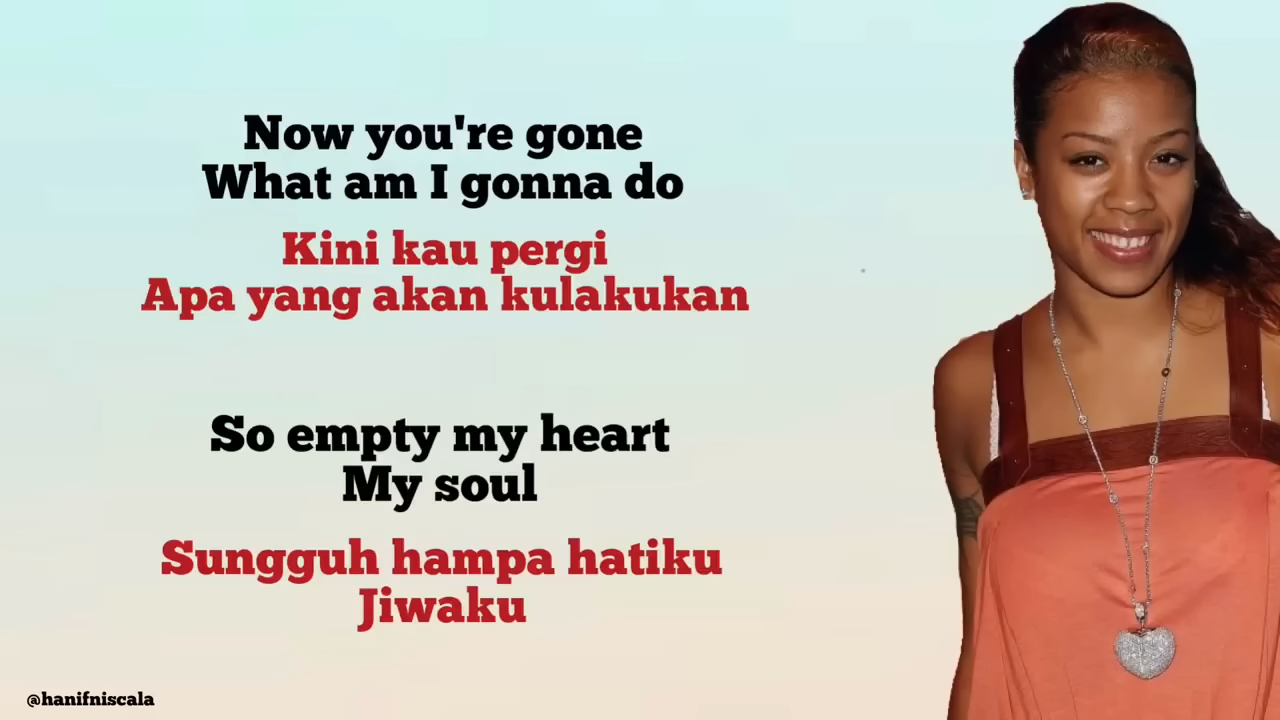 Now you're gone
What am I gonna do
Kini kau pergi
Apa yang akan kulakukan
So empty my heart
My soul
Sungguh hampa hatiku
Jiwaku
@hanifniscala